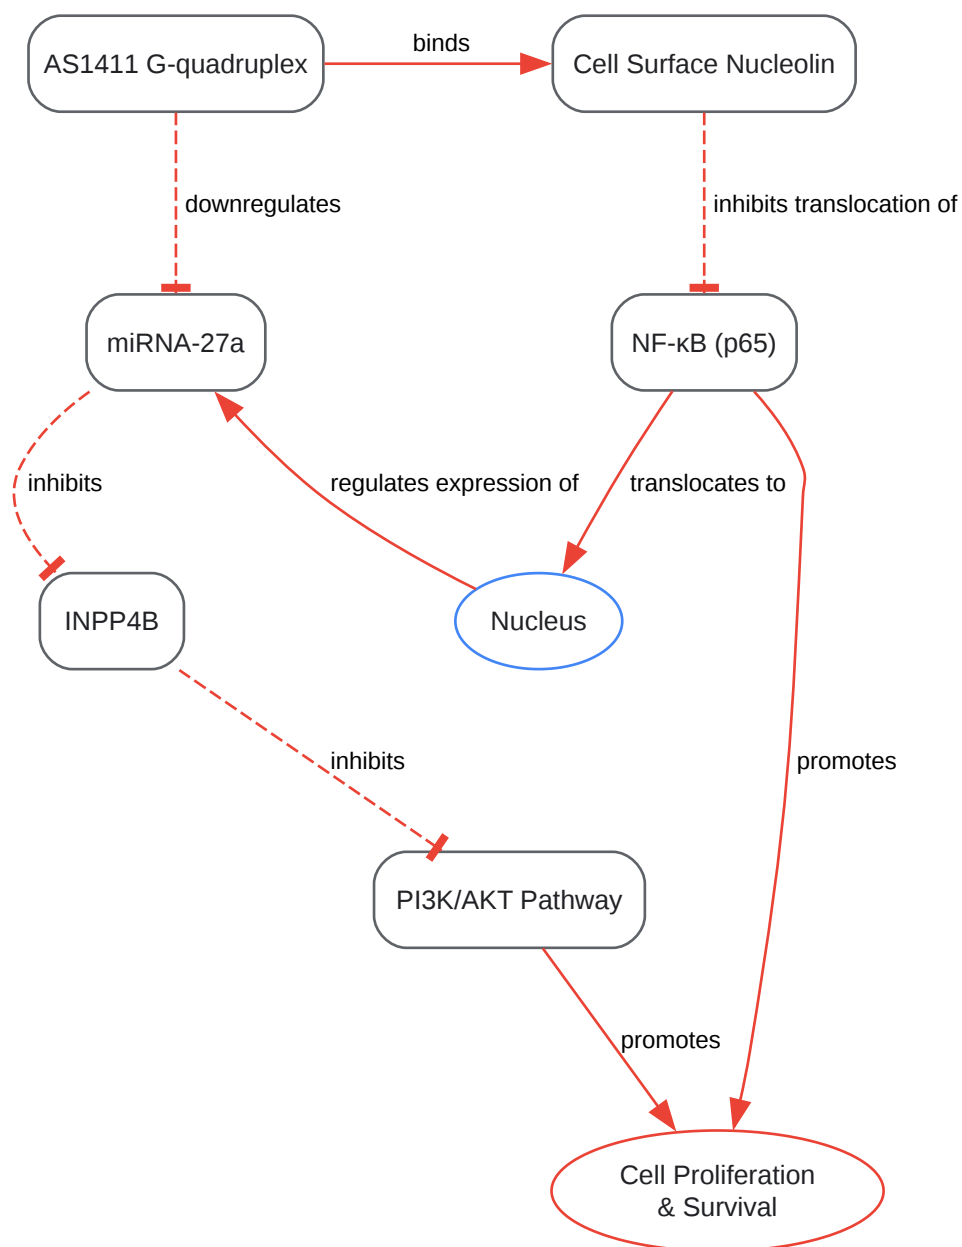 AS1411 G-quadruplex
binds
Cell Surface Nucleolin
downregulates
inhibits translocation of
miRNA-27a
NF-κB (p65)
inhibits
regulates expression of
translocates to
INPP4B
Nucleus
inhibits
promotes
PI3K/AKT Pathway
promotes
Cell Proliferation
& Survival